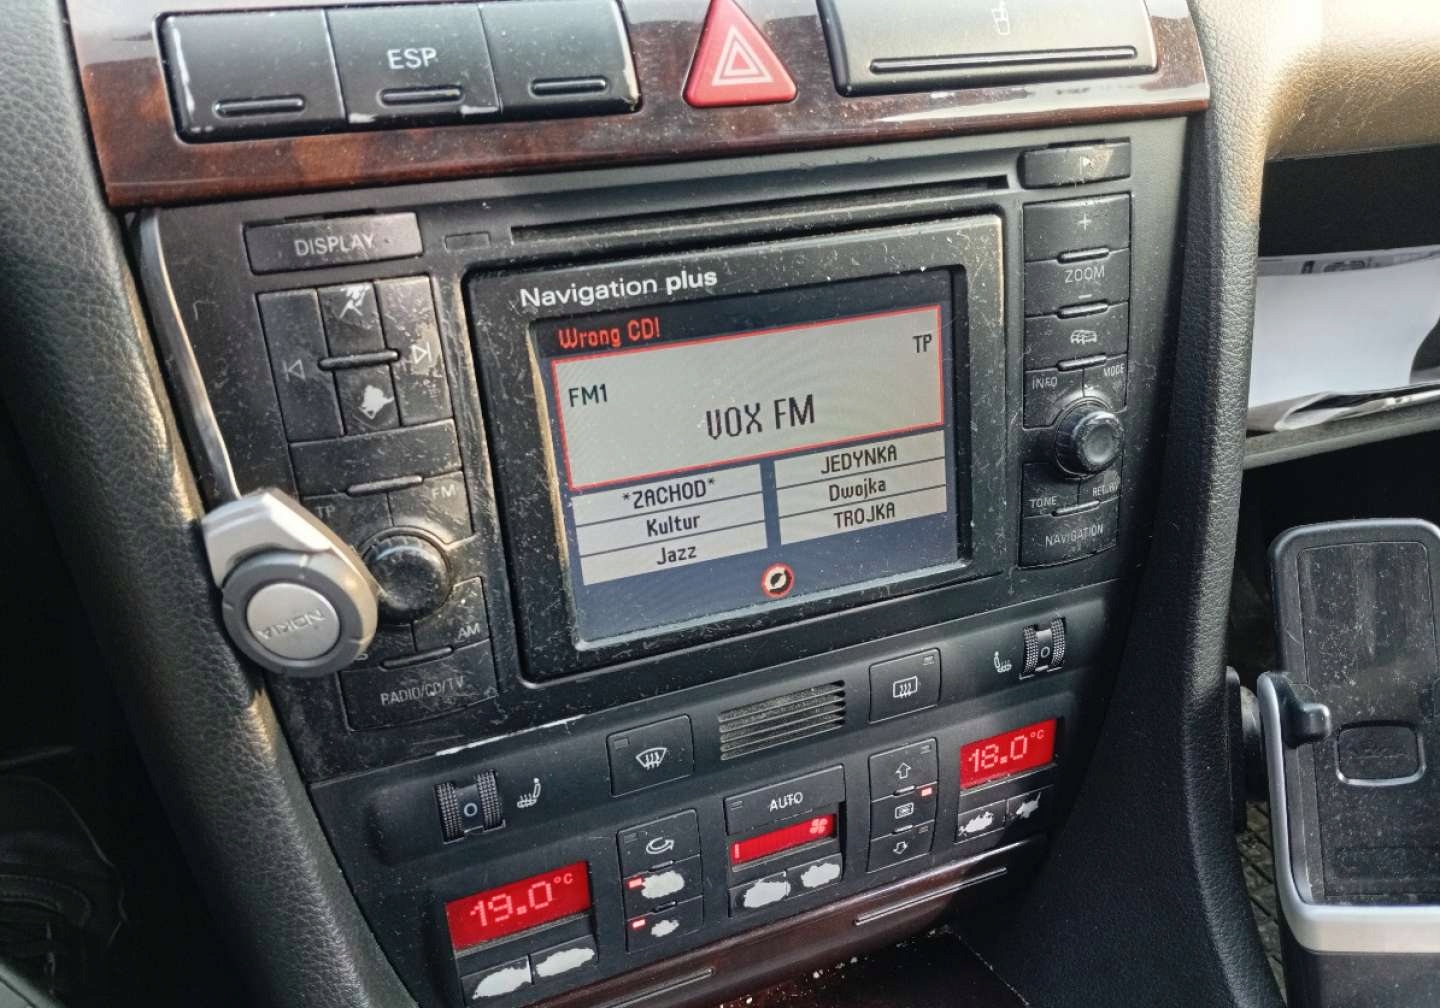 ESP
DISPLAY
Navigation plus
Wrong CD!
TP
FM1
VOX FM
*ZACHOD*
Kultur
Jazz
JEDYNKA
Dwojka
TROJKA
+
ZOOM
-
INFO
MODE
TONE
RETURN
NAVIGATION
TP
FM
AM
RADIO/CD/TV
NOKIA
AUTO
19.0°C
18.0°C